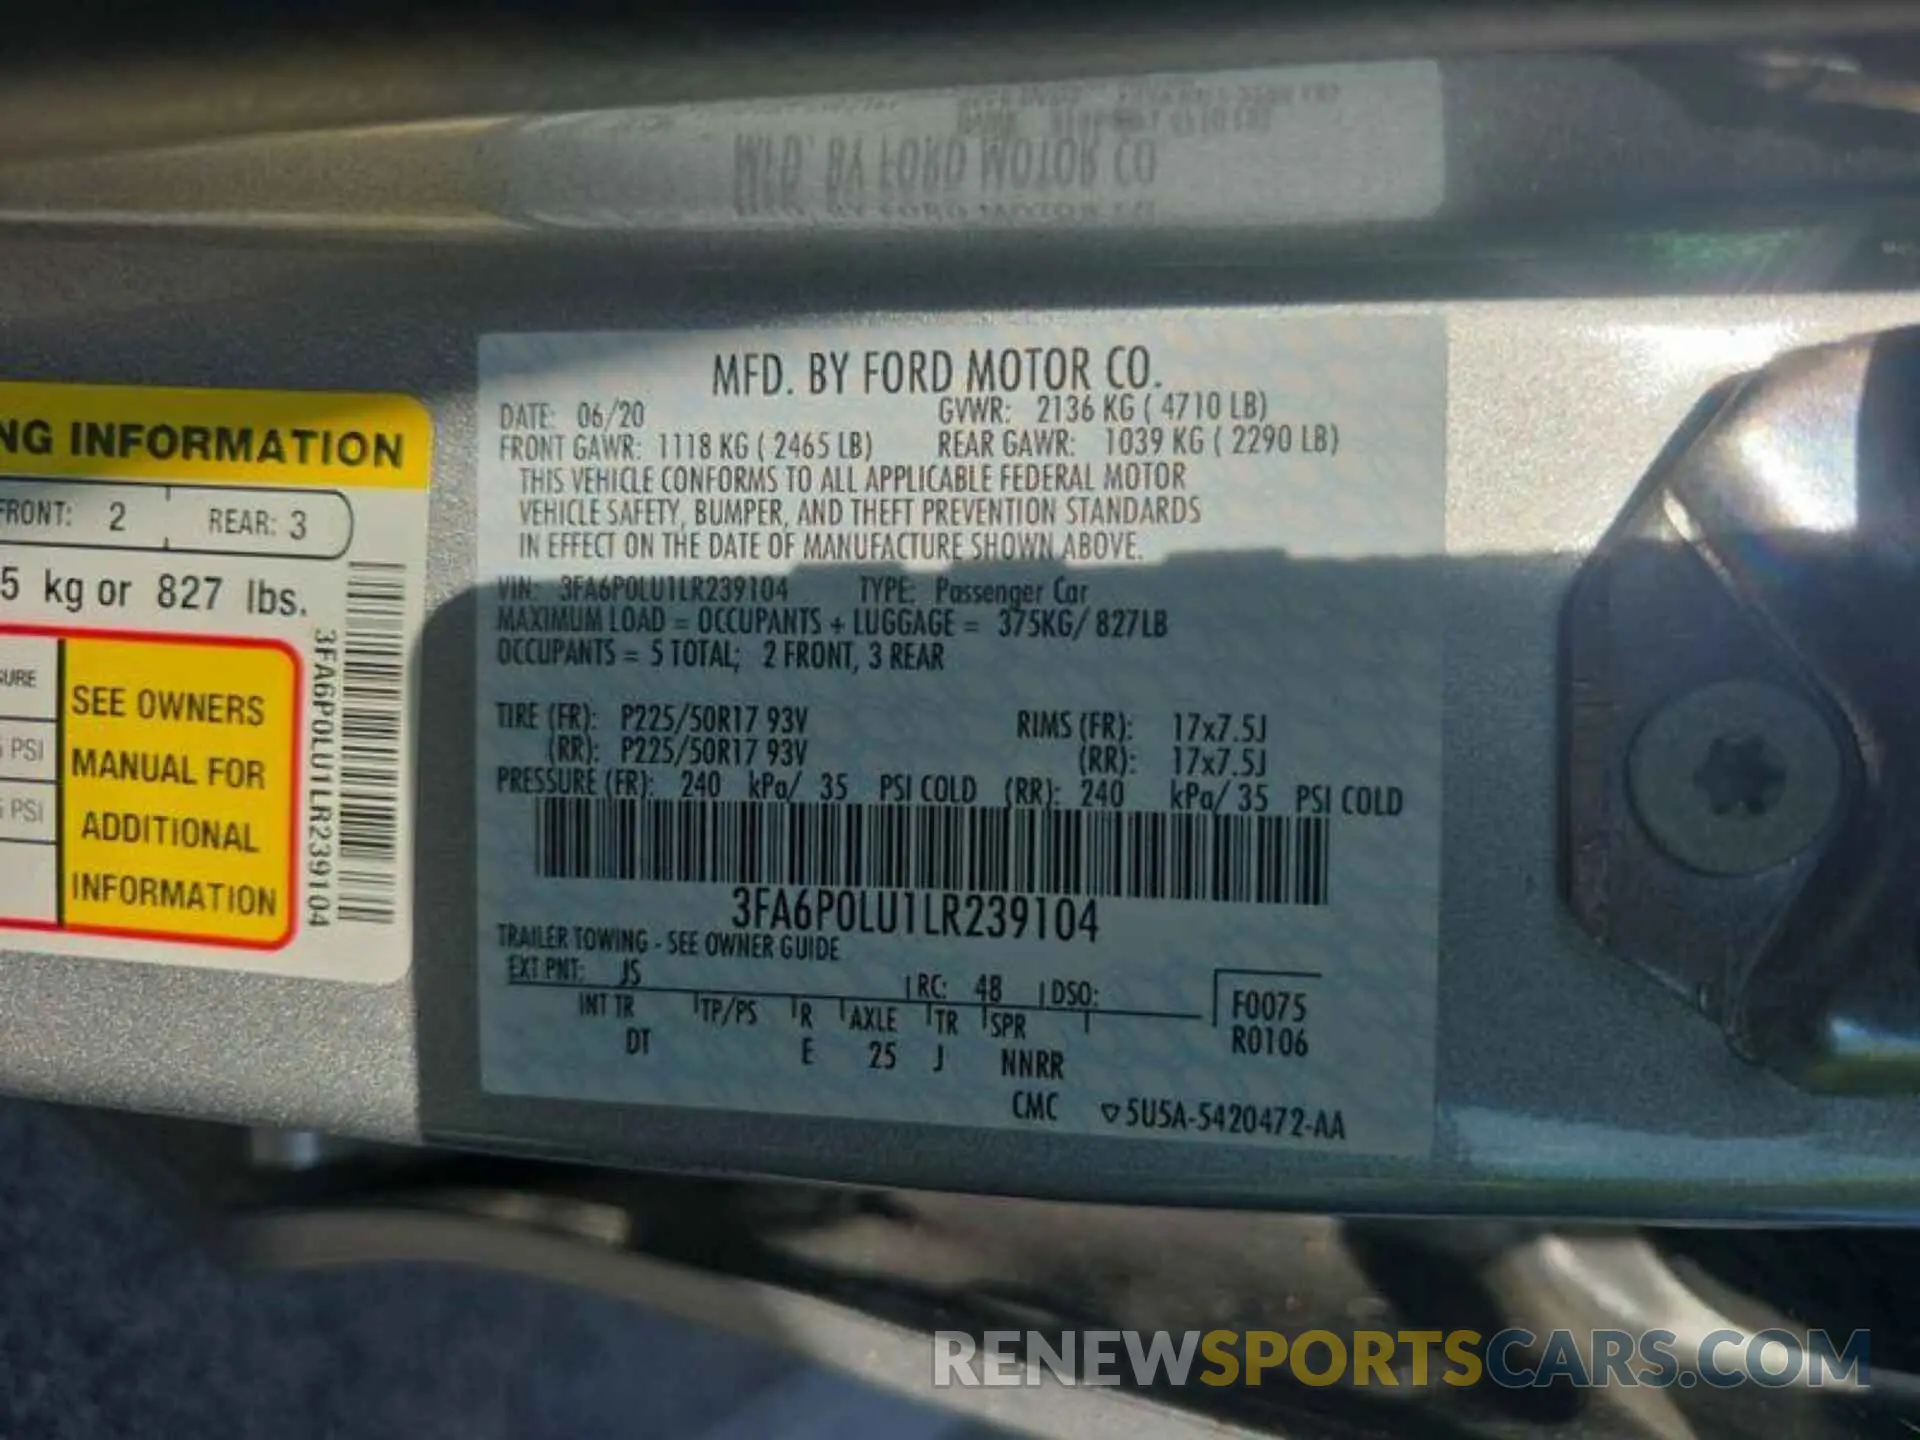 MFD. BY FORD MOTOR CO.
DATE: 06/20 GVWR: 2136 KG ( 4710 LB)
FRONT GAWR: 1118 KG ( 2465 LB) REAR GAWR: 1039 KG ( 2290 LB)
THIS VEHICLE CONFORMS TO ALL APPLICABLE FEDERAL MOTOR
VEHICLE SAFETY, BUMPER, AND THEFT PREVENTION STANDARDS
IN EFFECT ON THE DATE OF MANUFACTURE SHOWN ABOVE.
VIN: 3FA6P0LU1LR239104 TYPE: Passenger Car
MAXIMUM LOAD = OCCUPANTS + LUGGAGE = 375KG/ 827LB
OCCUPANTS = 5 TOTAL; 2 FRONT, 3 REAR
TIRE (FR): P225/50R17 93V RIMS (FR): 17x7.5J
(RR): P225/50R17 93V (RR): 17x7.5J
PRESSURE (FR): 240 kPa/ 35 PSI COLD (RR): 240 kPa/ 35 PSI COLD
3FA6P0LU1LR239104
TRAILER TOWING - SEE OWNER GUIDE
EXT PNT: JS RC: 48 DSO:
INT TR TP/PS R AXLE TR SPR
DT E 25 J NNRR
F0075
R0106
CMC ▽5U5A-5420472-AA
NG INFORMATION
FRONT: 2 REAR: 3
5 kg or 827 lbs.
SURE
5 PSI
5 PSI
SEE OWNERS
MANUAL FOR
ADDITIONAL
INFORMATION
3FA6P0LU1LR239104
RENEWSPORTSCARS.COM